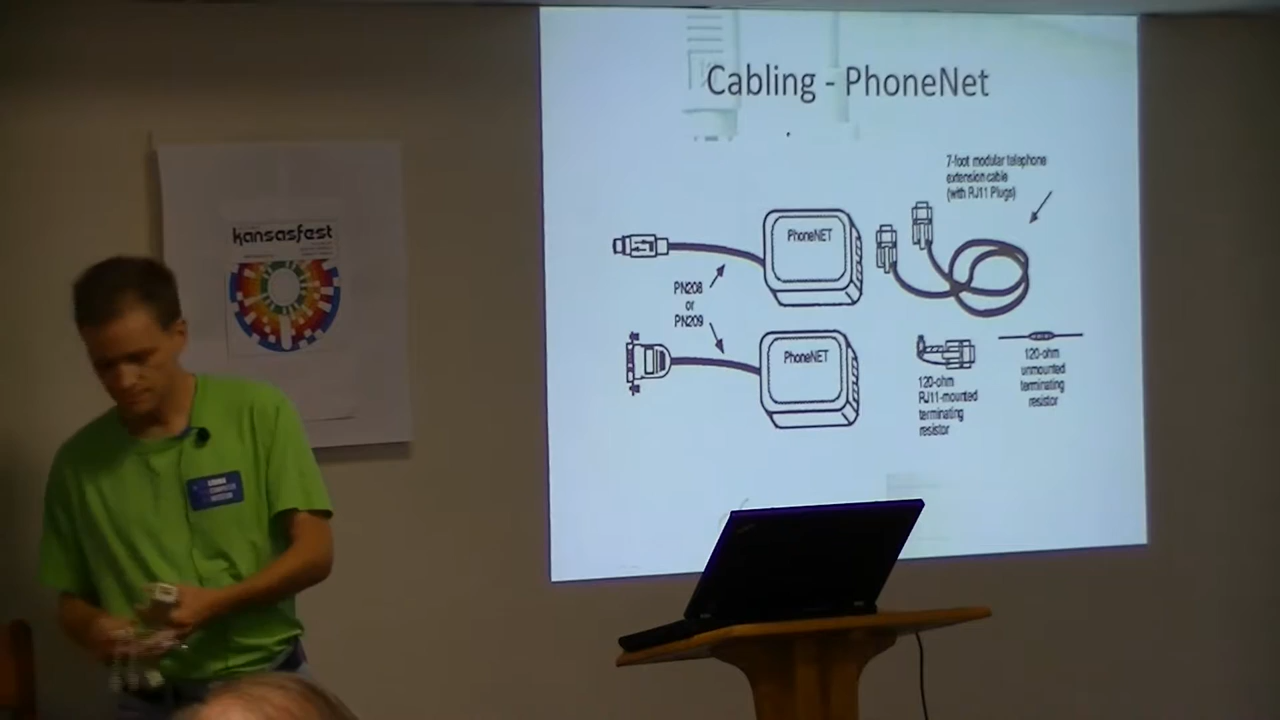 Cabling - PhoneNet
7-foot modular telephone
extension cable
(with RJ11 Plugs)
PhoneNET
PN208
or
PN209
PhoneNET
120-ohm
RJ11-mounted
terminating
resistor
120-ohm
unmounted
terminating
resistor
kansasfest